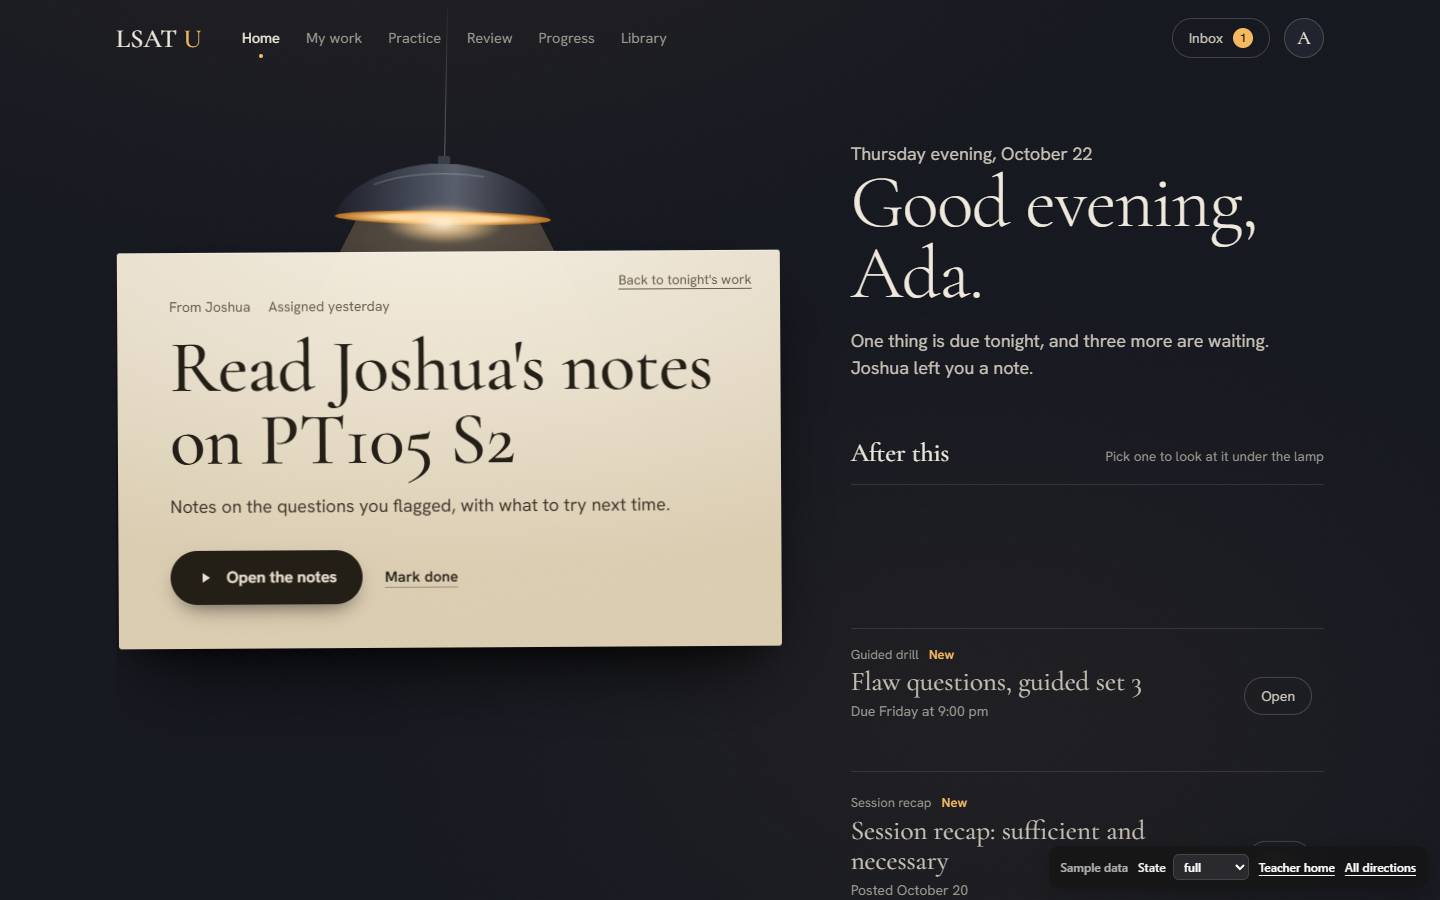 LSAT U
Home My work Practice Review Progress Library
Inbox 1
A
Back to tonight's work
From Joshua Assigned yesterday
Read Joshua's notes
on PT105 S2
Notes on the questions you flagged, with what to try next time.
Open the notes Mark done
Thursday evening, October 22
Good evening,
Ada.
One thing is due tonight, and three more are waiting.
Joshua left you a note.
After this Pick one to look at it under the lamp
Guided drill New
Flaw questions, guided set 3
Due Friday at 9:00 pm
Open
Session recap New
Session recap: sufficient and
necessary
Posted October 20
Sample data State full Teacher home All directions